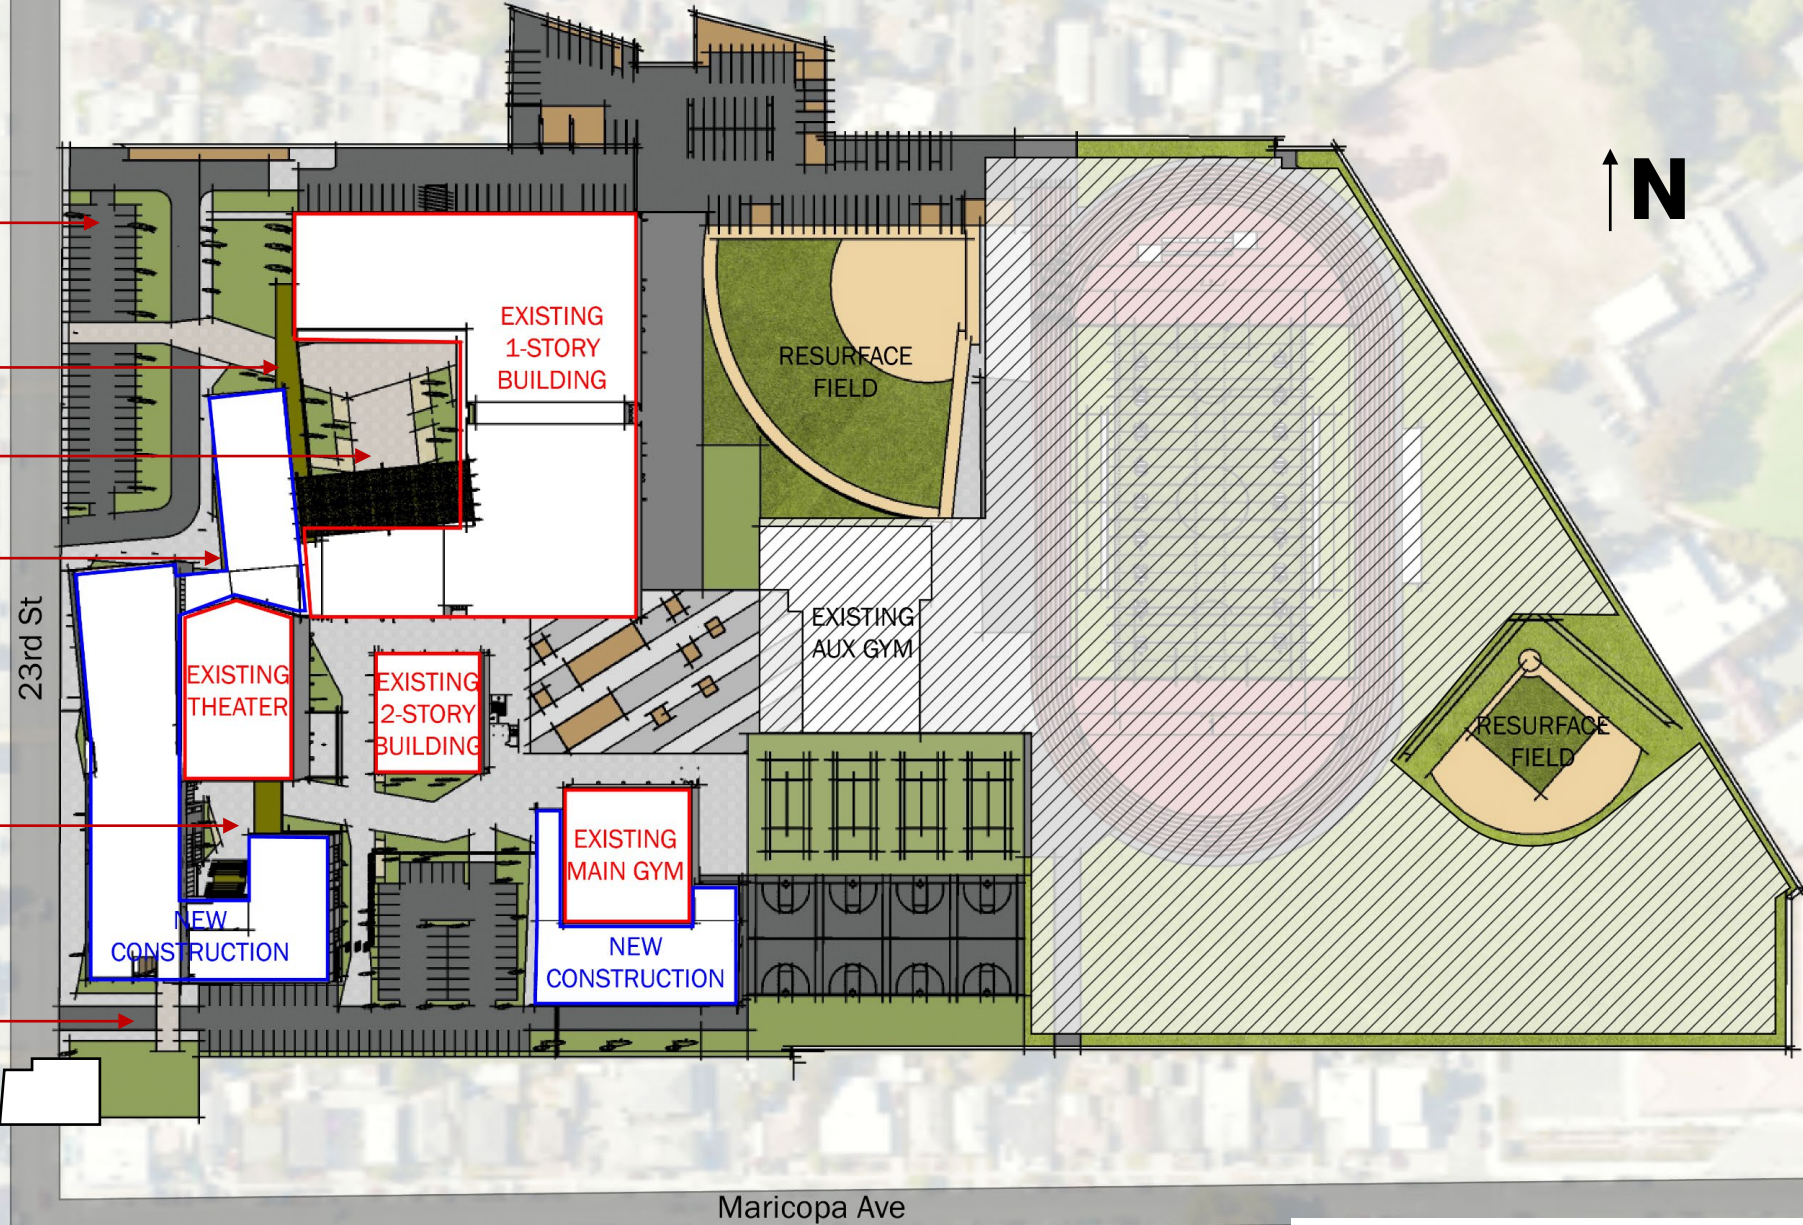 N
EXISTING
1-STORY
BUILDING
RESURFACE
FIELD
EXISTING
AUX GYM
23rd St
EXISTING
THEATER
EXISTING
2-STORY
BUILDING
RESURFACE
FIELD
EXISTING
MAIN GYM
NEW
CONSTRUCTION
NEW
CONSTRUCTION
Maricopa Ave